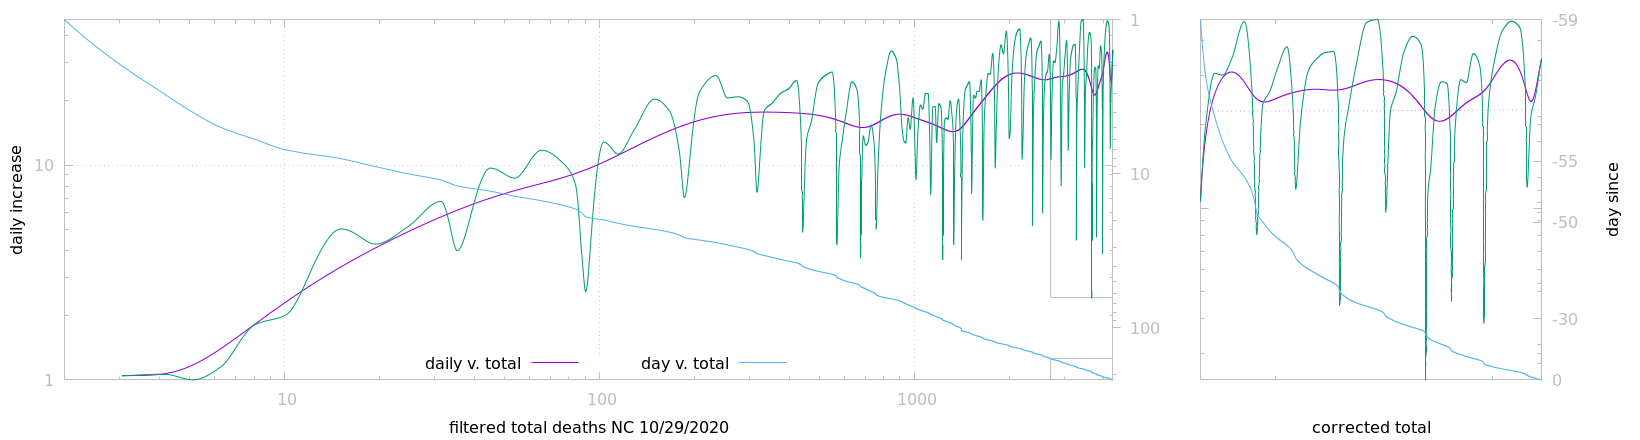 1
-59
10
daily increase
10
-55
-50
day since
100
-30
daily v. total
day v. total
1
0
10
100
1000
filtered total deaths NC 10/29/2020
corrected total